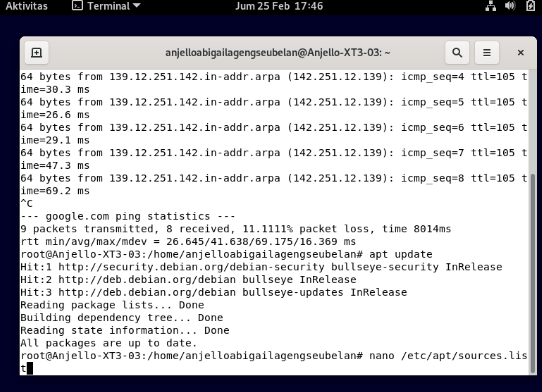 Aktivitas
Terminal
Jum 25 Feb 17:46
anjelloabigailagengseubelan@Anjello-XT3-03: ~
64 bytes from 139.12.251.142.in-addr.arpa (142.251.12.139): icmp_seq=4 ttl=105 t
ime=30.3 ms
64 bytes from 139.12.251.142.in-addr.arpa (142.251.12.139): icmp_seq=5 ttl=105 t
ime=26.6 ms
64 bytes from 139.12.251.142.in-addr.arpa (142.251.12.139): icmp_seq=6 ttl=105 t
ime=29.1 ms
64 bytes from 139.12.251.142.in-addr.arpa (142.251.12.139): icmp_seq=7 ttl=105 t
ime=47.3 ms
64 bytes from 139.12.251.142.in-addr.arpa (142.251.12.139): icmp_seq=8 ttl=105 t
ime=69.2 ms
^C
--- google.com ping statistics ---
9 packets transmitted, 8 received, 11.1111% packet loss, time 8014ms
rtt min/avg/max/mdev = 26.645/41.638/69.175/16.369 ms
root@Anjello-XT3-03:/home/anjelloabigailagengseubelan# apt update
Hit:1 http://security.debian.org/debian-security bullseye-security InRelease
Hit:2 http://deb.debian.org/debian bullseye InRelease
Hit:3 http://deb.debian.org/debian bullseye-updates InRelease
Reading package lists... Done
Building dependency tree... Done
Reading state information... Done
All packages are up to date.
root@Anjello-XT3-03:/home/anjelloabigailagengseubelan# nano /etc/apt/sources.lis
t